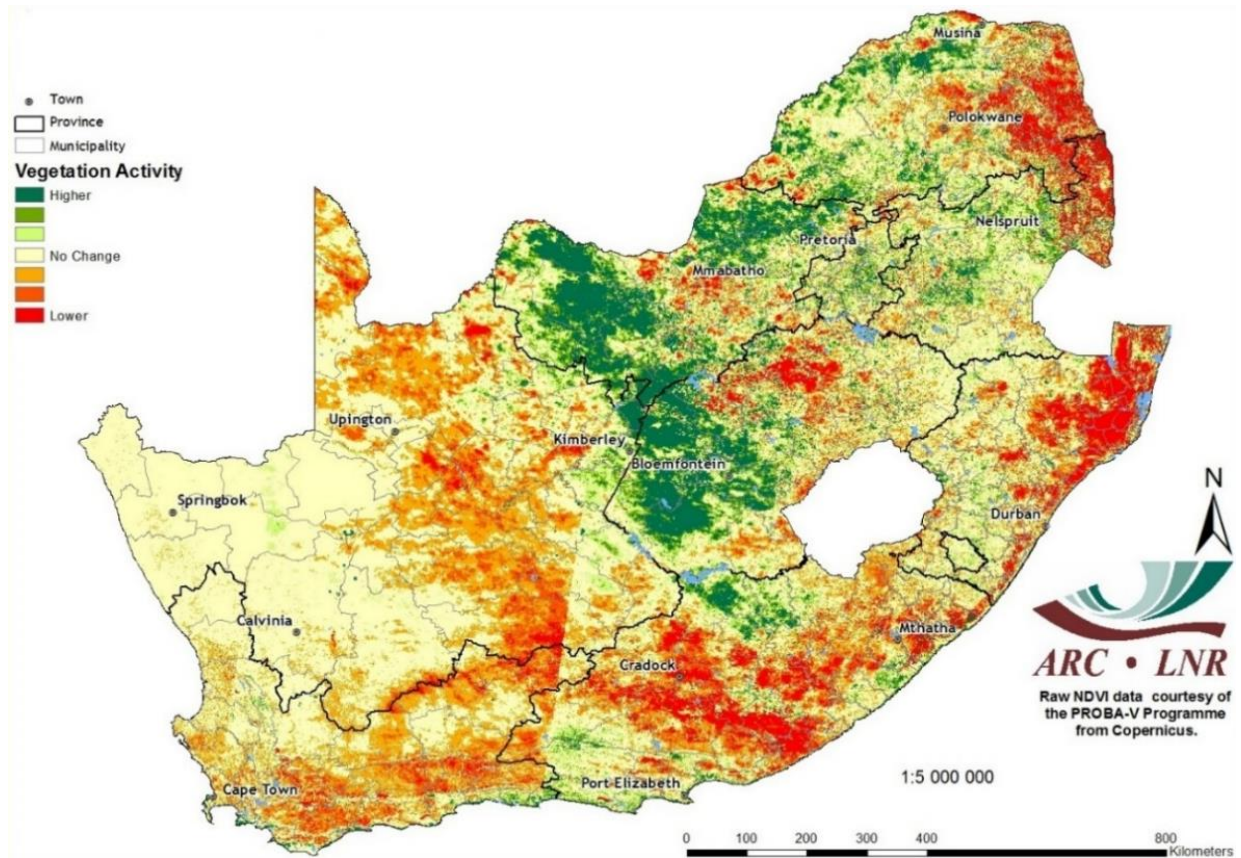 Town
Province
Municipality
Vegetation Activity
Higher
No Change
Lower
Musina
Polokwane
Nelspruit
Pretoria
Mmabatho
Upington
Kimberley
Bloemfontein
Springbok
Durban
Calvinia
Mthatha
Cradock
Cape Town
Port Elizabeth
N
ARC • LNR
Raw NDVI data courtesy of
the PROBA-V Programme
from Copernicus.
1:5 000 000
0 100 200 300 400 800
Kilometers